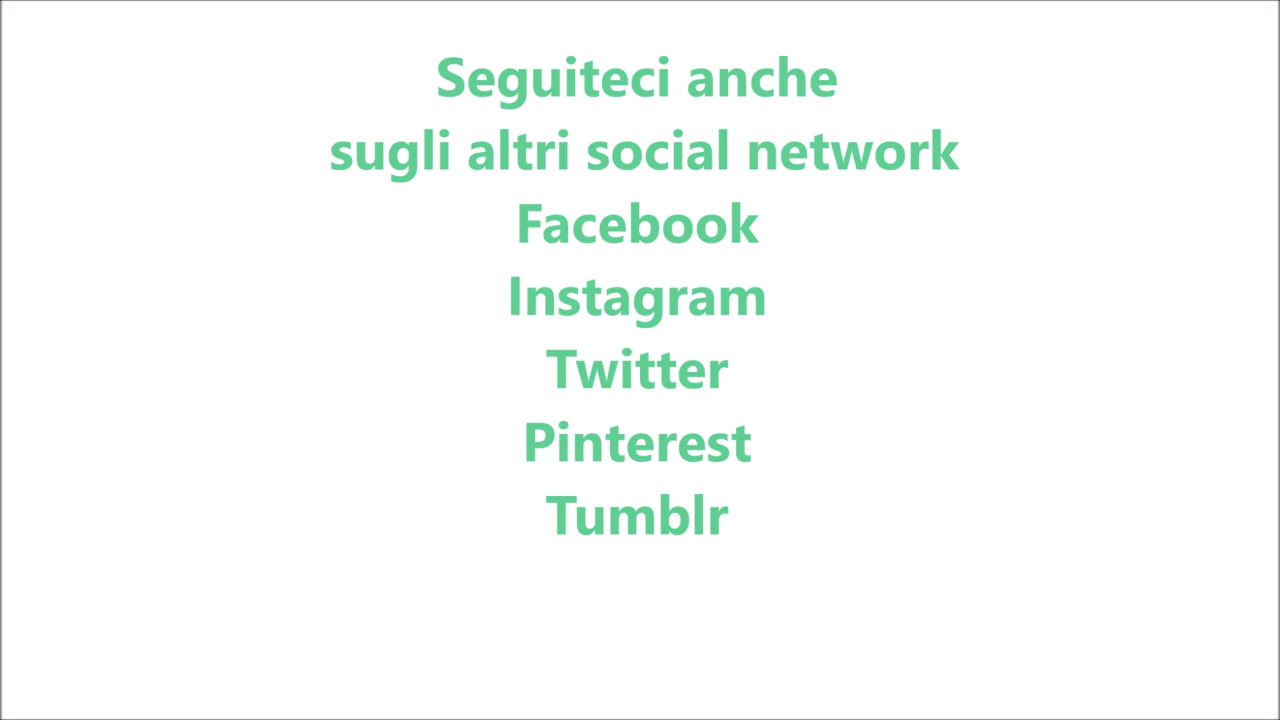 Seguiteci anche
sugli altri social network
Facebook
Instagram
Twitter
Pinterest
Tumblr